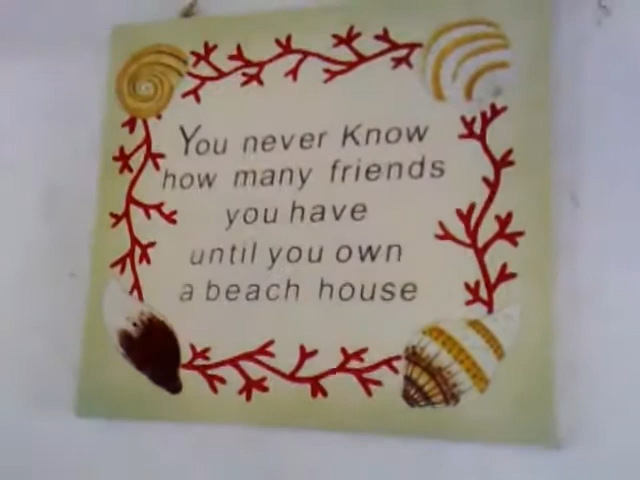 You never Know
how many friends
you have
until you own
a beach house